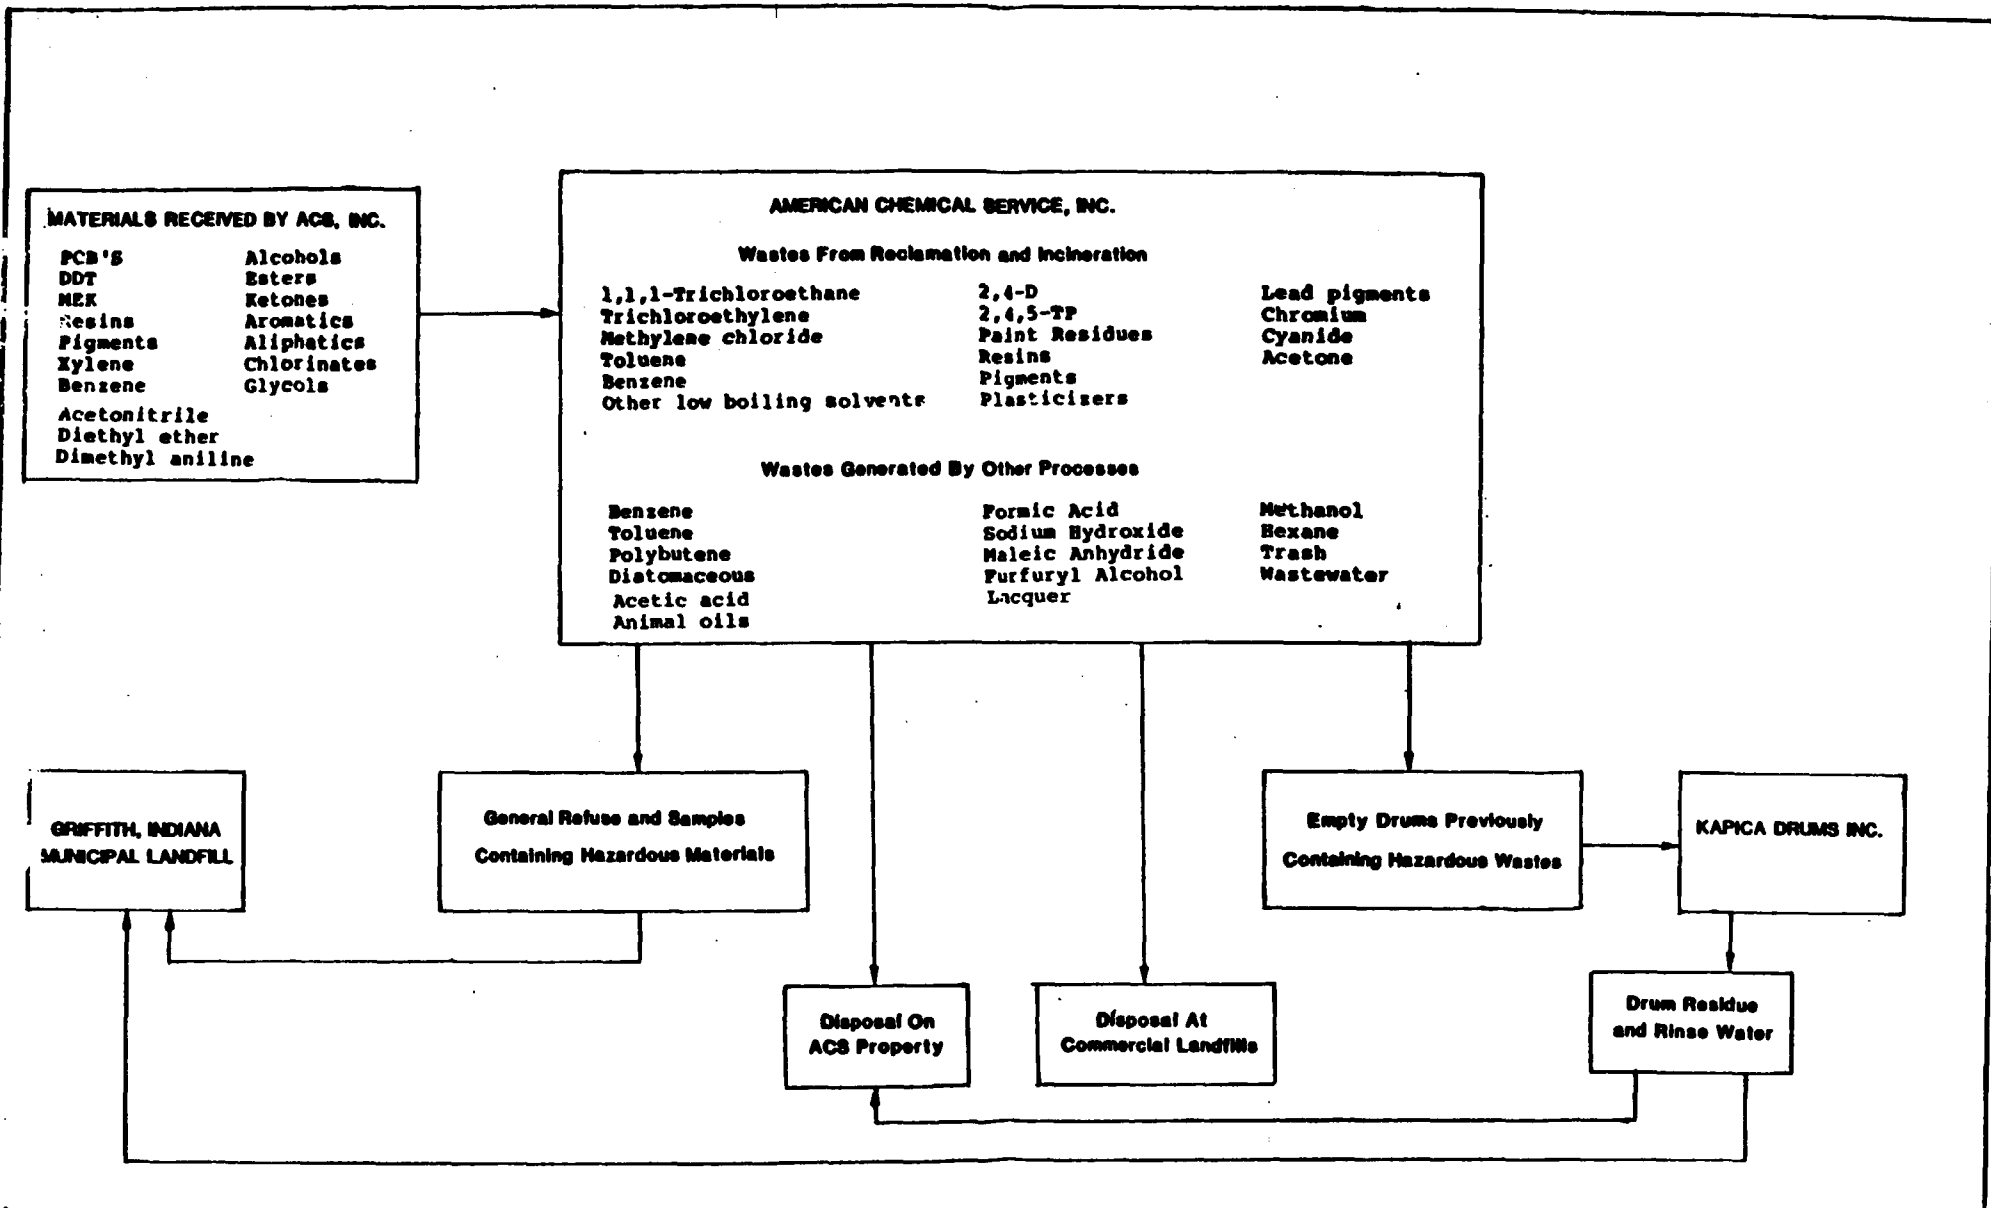 MATERIALS RECEIVED BY ACS, INC.
PCB'S Alcohols
DDT Esters
MEK Ketones
Resins Aromatics
Pigments Aliphatics
Xylene Chlorinates
Benzene Glycols
Acetonitrile
Diethyl ether
Dimethyl aniline
AMERICAN CHEMICAL SERVICE, INC.
Wastes From Reclamation and Incineration
1,1,1-Trichloroethane 2,4-D Lead pigments
Trichloroethylene 2,4,5-TP Chromium
Methylene chloride Paint Residues Cyanide
Toluene Resins Acetone
Benzene Pigments
Other low boiling solvents Plasticizers
Wastes Generated By Other Processes
Benzene Formic Acid Methanol
Toluene Sodium Hydroxide Hexane
Polybutene Maleic Anhydride Trash
Diatomaceous Furfuryl Alcohol Wastewater
Acetic acid Lacquer
Animal oils
GRIFFITH, INDIANA
MUNICIPAL LANDFILL
General Refuse and Samples
Containing Hazardous Materials
Empty Drums Previously
Containing Hazardous Wastes
KAPICA DRUMS INC.
Disposal On
ACS Property
Disposal At
Commercial Landfills
Drum Residue
and Rinse Water